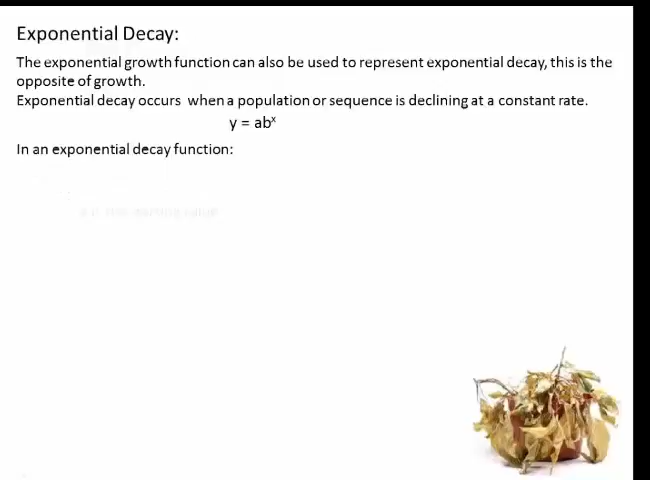 Exponential Decay:
The exponential growth function can also be used to represent exponential decay, this is the
opposite of growth.
Exponential decay occurs when a population or sequence is declining at a constant rate.
y = abˣ
In an exponential decay function: